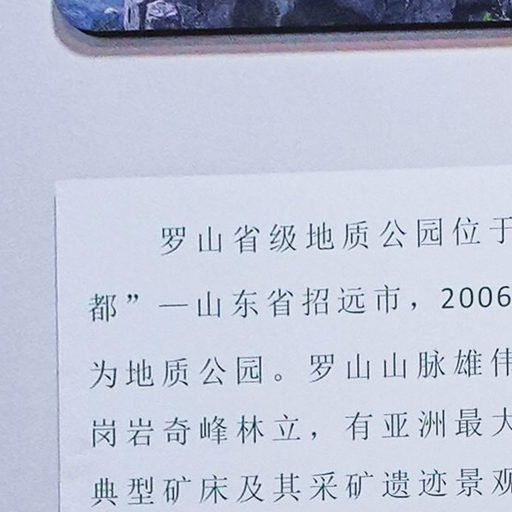 罗山省级地质公园位于
都”—山东省招远市，2006
为地质公园。罗山山脉雄伟
岗岩奇峰林立，有亚洲最大
典型矿床及其采矿遗迹景观